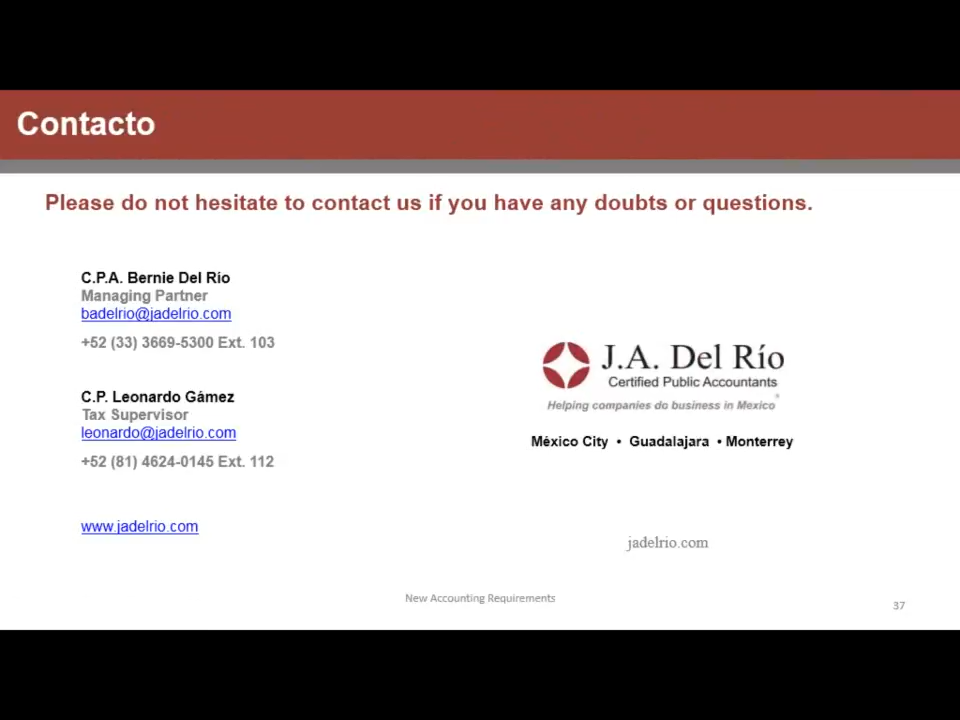 Contacto
Please do not hesitate to contact us if you have any doubts or questions.
C.P.A. Bernie Del Río
Managing Partner
badelrio@jadelrio.com
+52 (33) 3669-5300 Ext. 103
C.P. Leonardo Gámez
Tax Supervisor
leonardo@jadelrio.com
+52 (81) 4624-0145 Ext. 112
www.jadelrio.com
J.A. Del Río
Certified Public Accountants
Helping companies do business in Mexico®
México City • Guadalajara • Monterrey
jadelrio.com
New Accounting Requirements
37